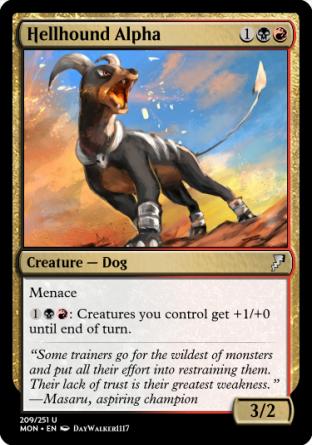 Hellhound Alpha 1BR
Creature — Dog
Menace
1BR: Creatures you control get +1/+0
until end of turn.
“Some trainers go for the wildest of monsters
and put all their effort into restraining them.
Their lack of trust is their greatest weakness.”
—Masaru, aspiring champion
3/2
209/251 U
MON • EN DayWalker1117